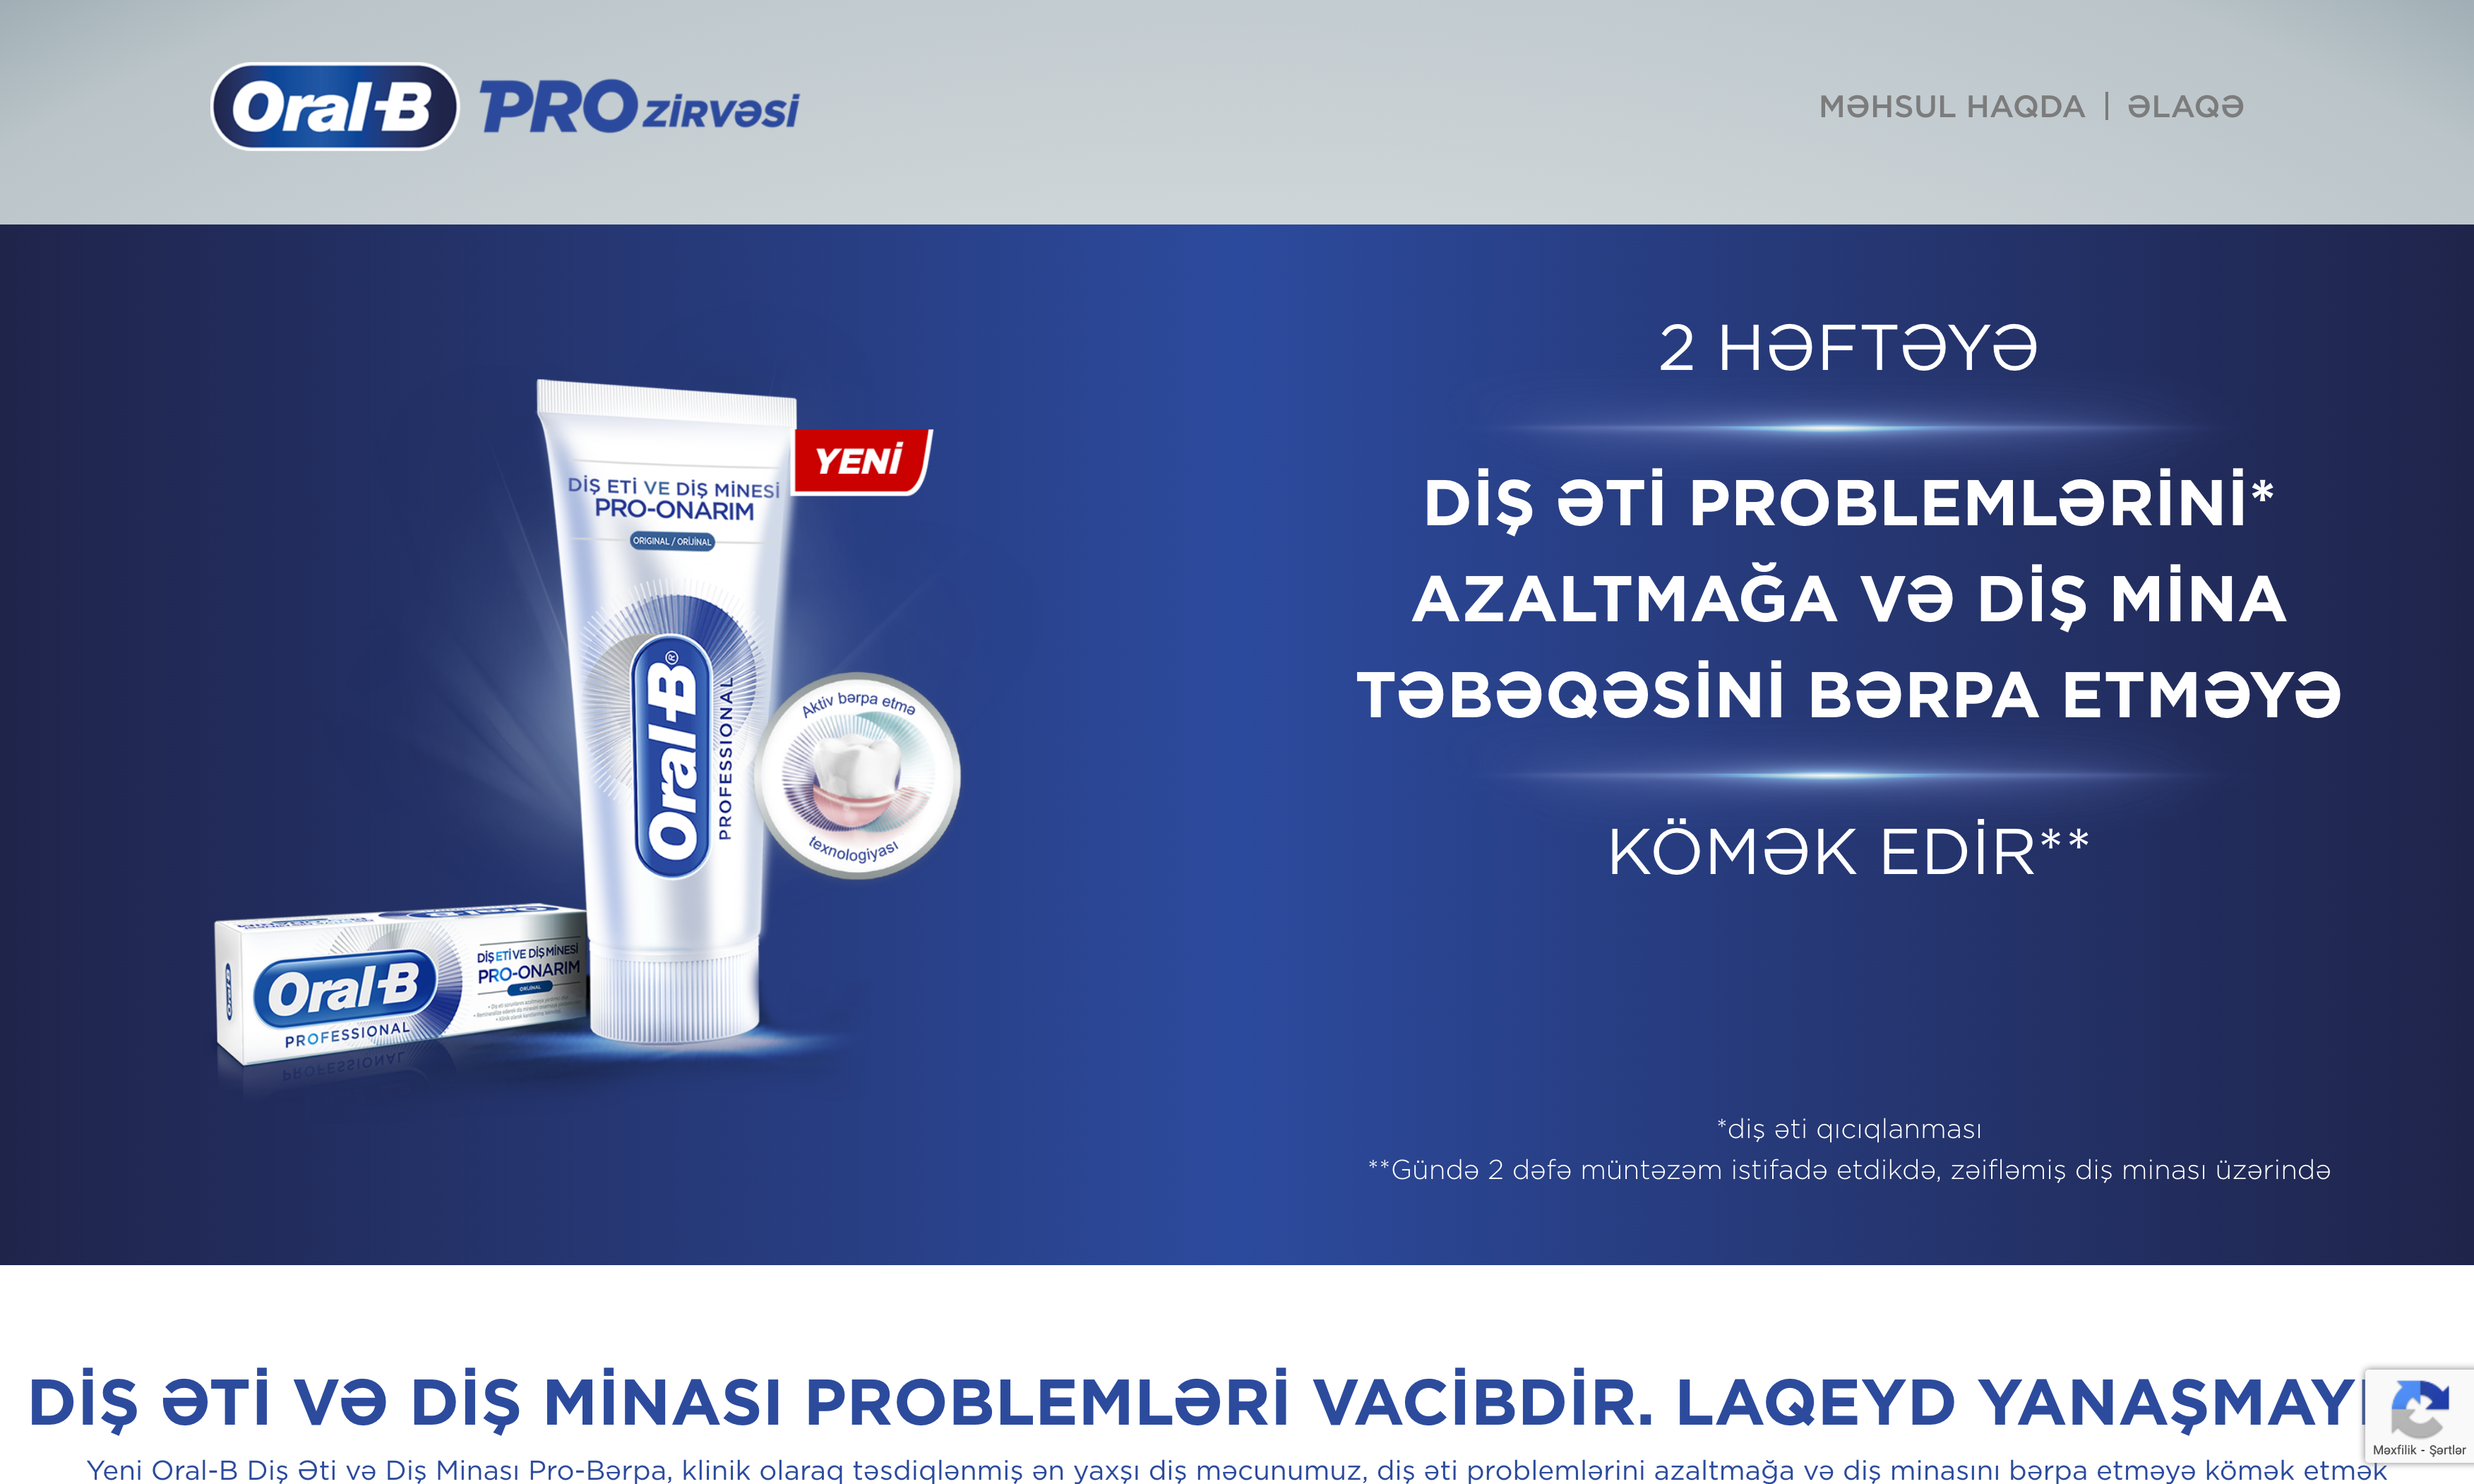 Oral-B PRO ZİRVƏSİ
MƏHSUL HAQDA | ƏLAQƏ
2 HƏFTƏYƏ
DİŞ ƏTİ PROBLEMLƏRİNİ*
AZALTMAĞA VƏ DİŞ MİNA
TƏBƏQƏSİNİ BƏRPA ETMƏYƏ
KÖMƏK EDİR**
YENİ
DİŞ ETİ VE DİŞ MİNESİ
PRO-ONARIM
ORIGINAL / ORİJİNAL
Oral-B®
PROFESSIONAL
Aktiv bərpa etmə
texnologiyası
Oral-B
PROFESSIONAL
DİŞ ETİ VE DİŞ MİNESİ
PRO-ONARIM
ORIJINAL
*diş əti qıcıqlanması
**Gündə 2 dəfə müntəzəm istifadə etdikdə, zəifləmiş diş minası üzərində
DİŞ ƏTİ VƏ DİŞ MİNASI PROBLEMLƏRİ VACİBDİR. LAQEYD YANAŞMAY
Yeni Oral-B Diş Əti və Diş Minası Pro-Bərpa, klinik olaraq təsdiqlənmiş ən yaxşı diş məcunumuz, diş əti problemlərini azaltmağa və diş minasını bərpa etməyə kömək etmək
Məxfilik - Şərtlər